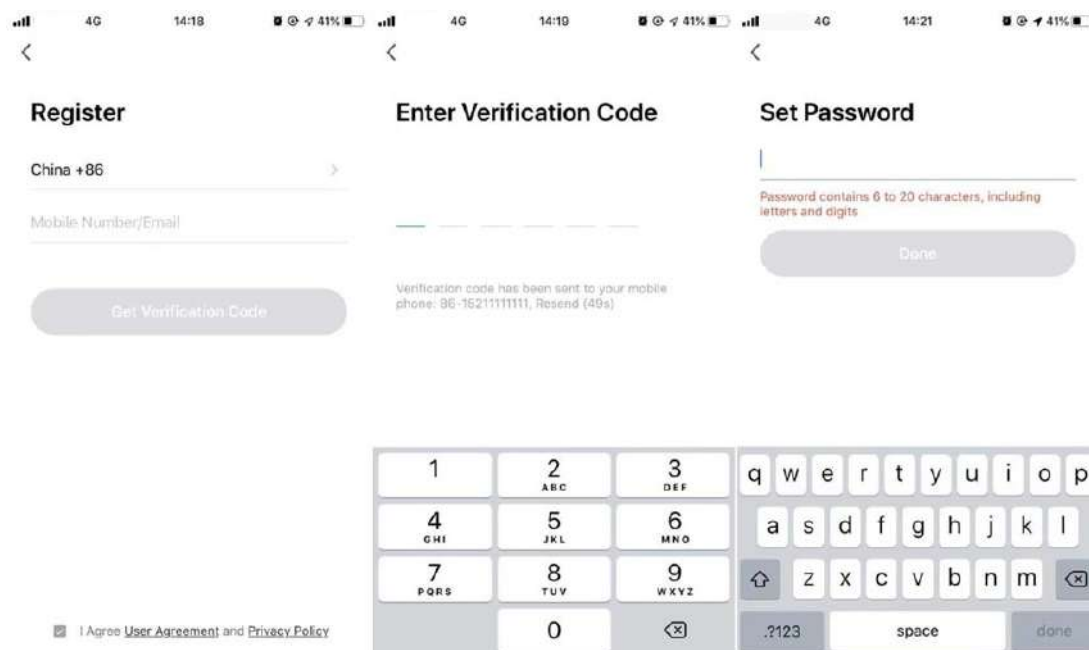 4G 14:18 41%
Register
China +86
Mobile Number/Email
Get Verification Code
I Agree User Agreement and Privacy Policy
4G 14:19 41%
Enter Verification Code
Verification code has been sent to your mobile
phone: 86-16211111111, Resend (49s)
1 2 3
ABC DEF
4 5 6
GHI JKL MNO
7 8 9
PQRS TUV WXYZ
0
4G 14:21 41%
Set Password
Password contains 6 to 20 characters, including
letters and digits
Done
q w e r t y u i o p
a s d f g h j k l
z x c v b n m
.?123 space done